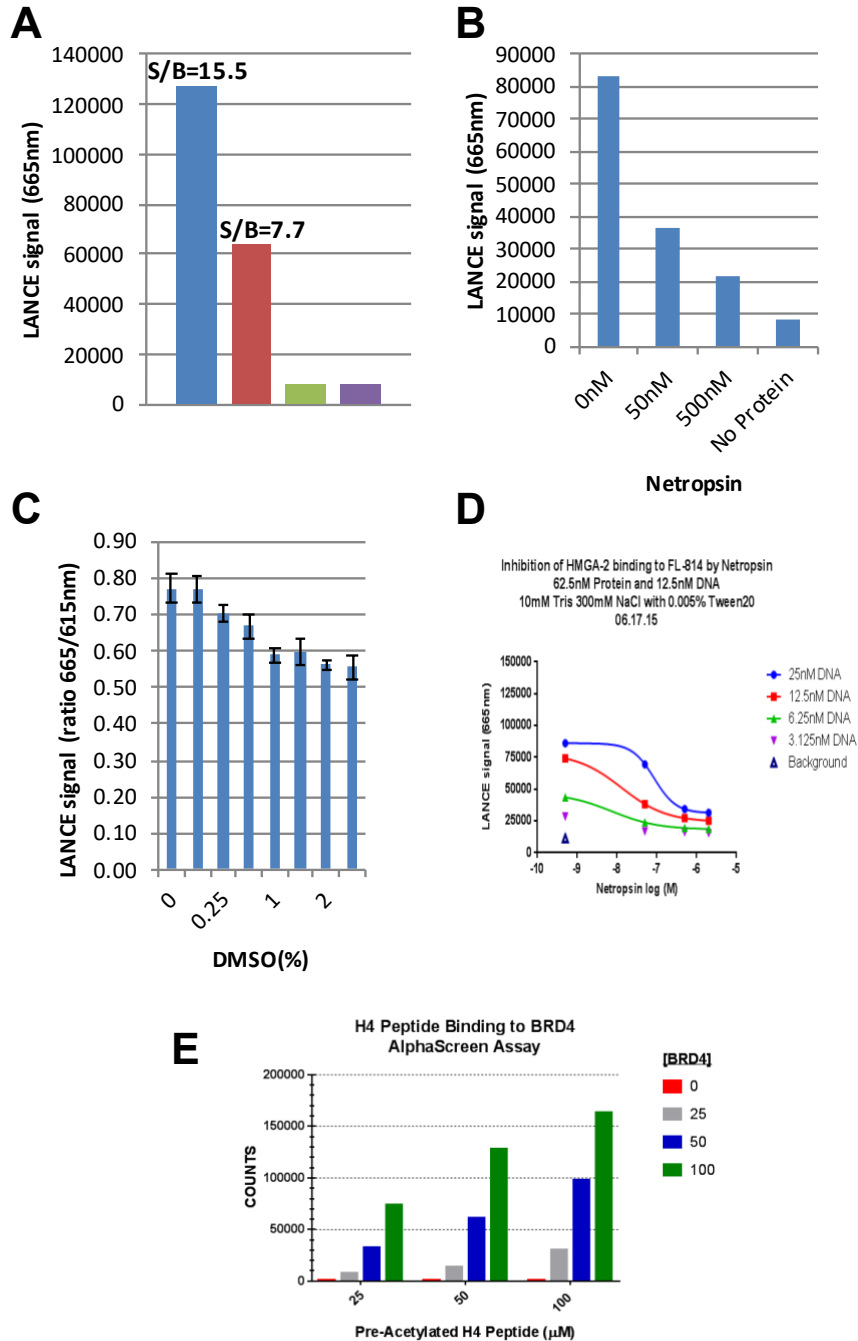 A
LANCE signal (665nm)
140000
120000
100000
80000
60000
40000
20000
0
S/B=15.5
S/B=7.7
B
LANCE signal (665nm)
90000
80000
70000
60000
50000
40000
30000
20000
10000
0
0nM
50nM
500nM
No Protein
Netropsin
C
LANCE signal (ratio 665/615nm)
0.90
0.80
0.70
0.60
0.50
0.40
0.30
0.20
0.10
0.00
0
0.25
1
2
DMSO(%)
D
Inhibition of HMGA-2 binding to FL-814 by Netropsin
62.5nM Protein and 12.5nM DNA
10mM Tris 300mM NaCl with 0.005% Tween20
06.17.15
LANCE signal (665nm)
150000
125000
100000
75000
50000
25000
0
-10
-9
-8
-7
-6
-5
Netropsin log (M)
25nM DNA
12.5nM DNA
6.25nM DNA
3.125nM DNA
Background
E
H4 Peptide Binding to BRD4
AlphaScreen Assay
COUNTS
200000
150000
100000
50000
0
25
50
100
Pre-Acetylated H4 Peptide (μM)
[BRD4]
0
25
50
100